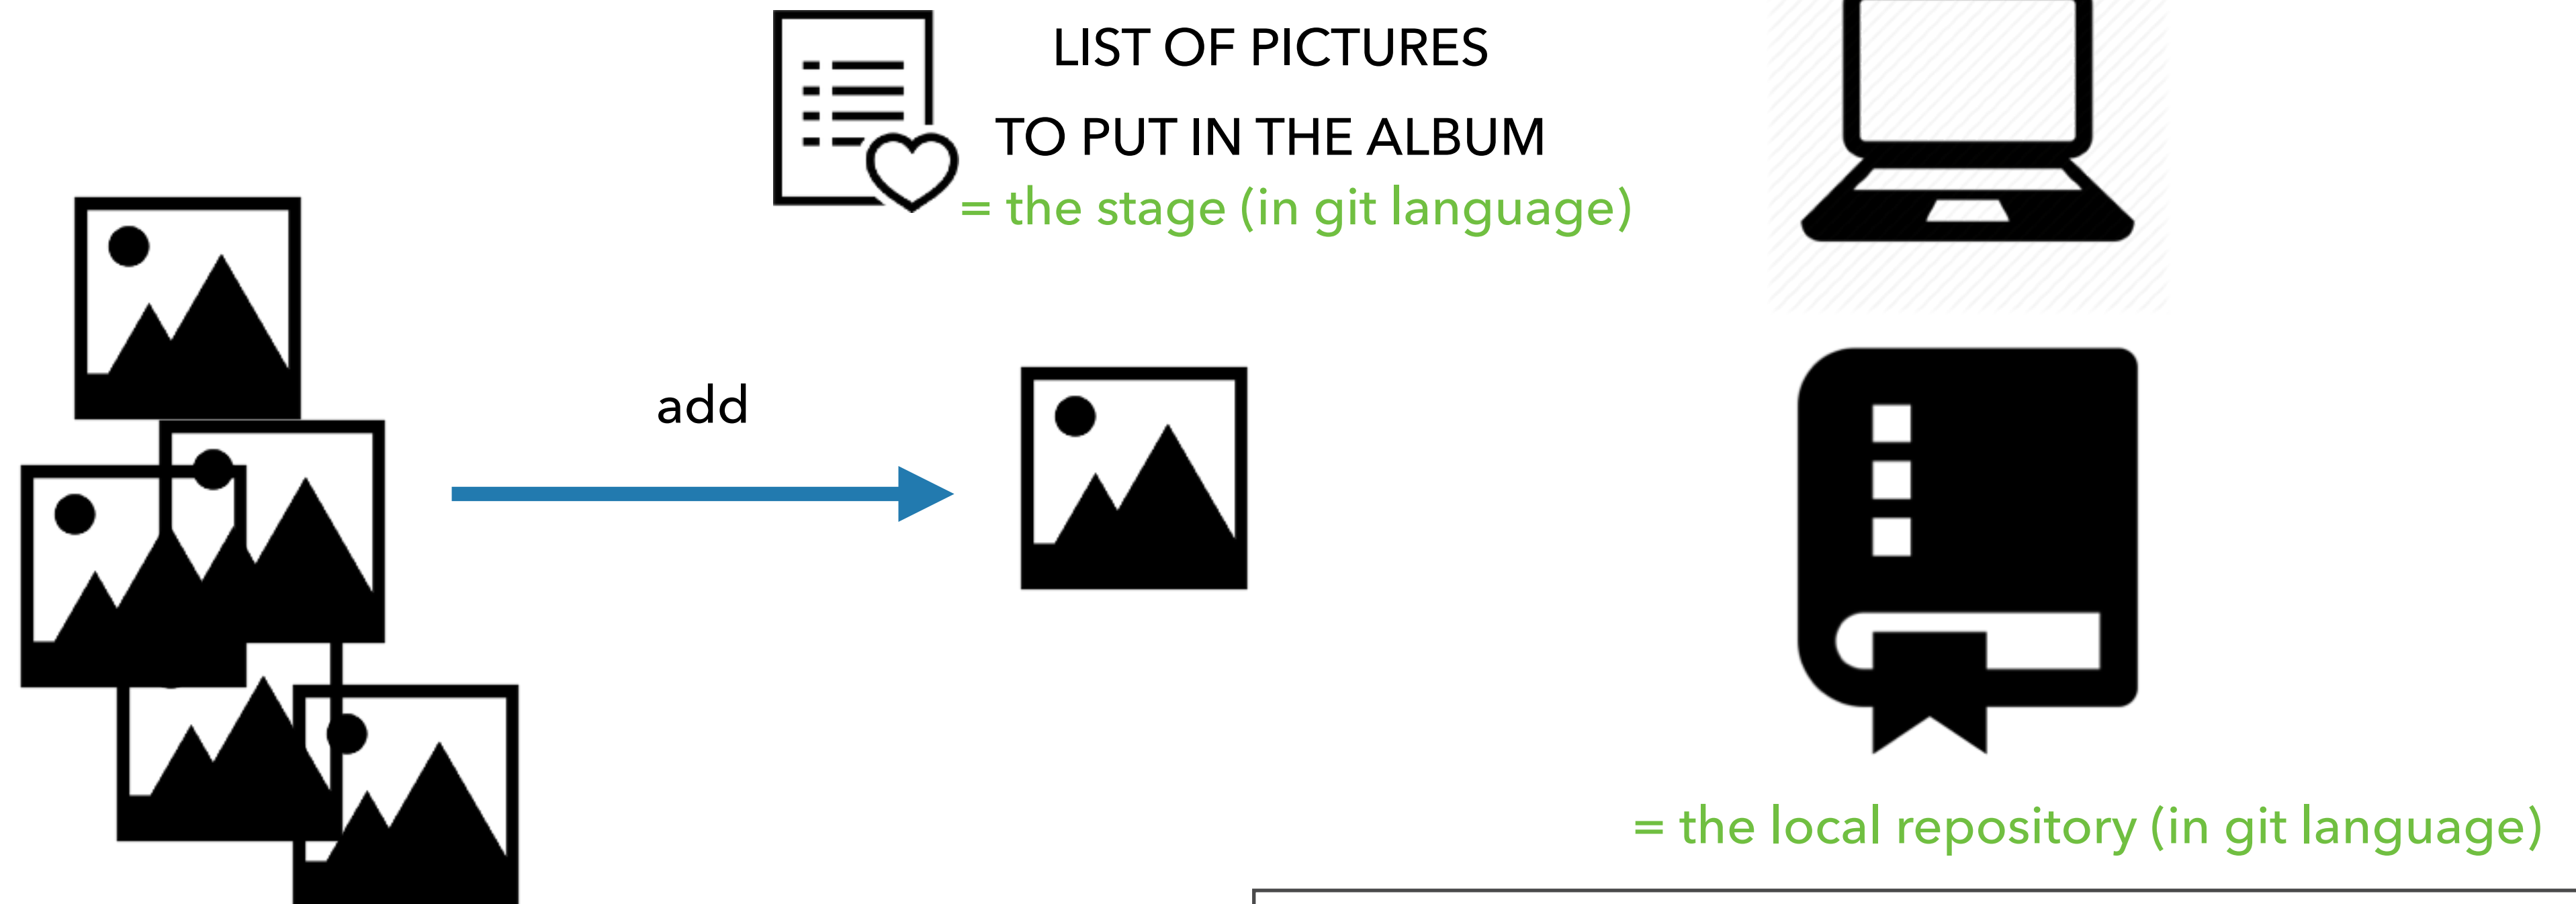 LIST OF PICTURES
TO PUT IN THE ALBUM
= the stage (in git language)
add
= the local repository (in git language)